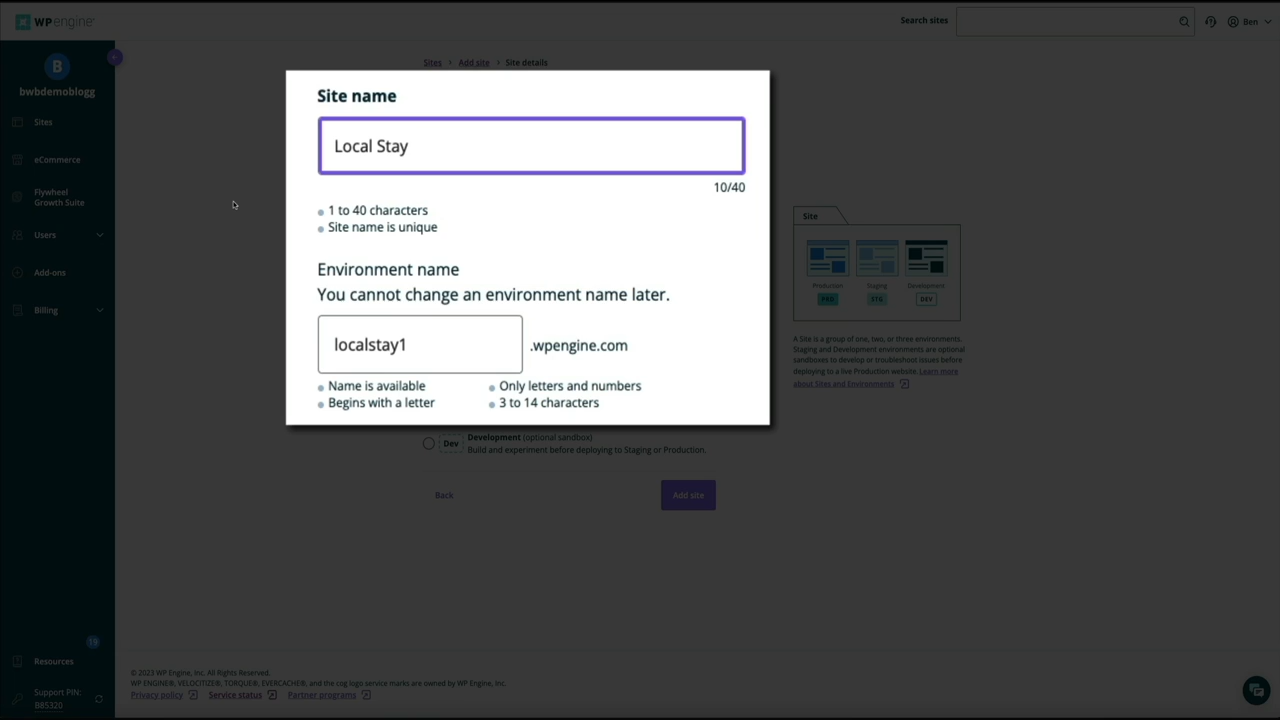 WP engine
Search sites
Ben
B
bwbdemoblogg
Sites
eCommerce
Flywheel
Growth Suite
Users
Add-ons
Billing
19
Resources
Support PIN:
B85320
Sites > Add site > Site details
Site name
Local Stay
10/40
1 to 40 characters
Site name is unique
Environment name
You cannot change an environment name later.
localstay1 .wpengine.com
Name is available Only letters and numbers
Begins with a letter 3 to 14 characters
Dev Development (optional sandbox)
Build and experiment before deploying to Staging or Production.
Back Add site
Site
Production Staging Development
PRD STG DEV
A Site is a group of one, two, or three environments.
Staging and Development environments are optional
sandboxes to develop or troubleshoot issues before
deploying to a live Production website. Learn more
about Sites and Environments
© 2023 WP Engine, Inc. All Rights Reserved.
WP ENGINE®, VELOCITIZE®, TORQUE®, EVERCACHE®, and the cog logo service marks are owned by WP Engine, Inc.
Privacy policy Service status Partner programs